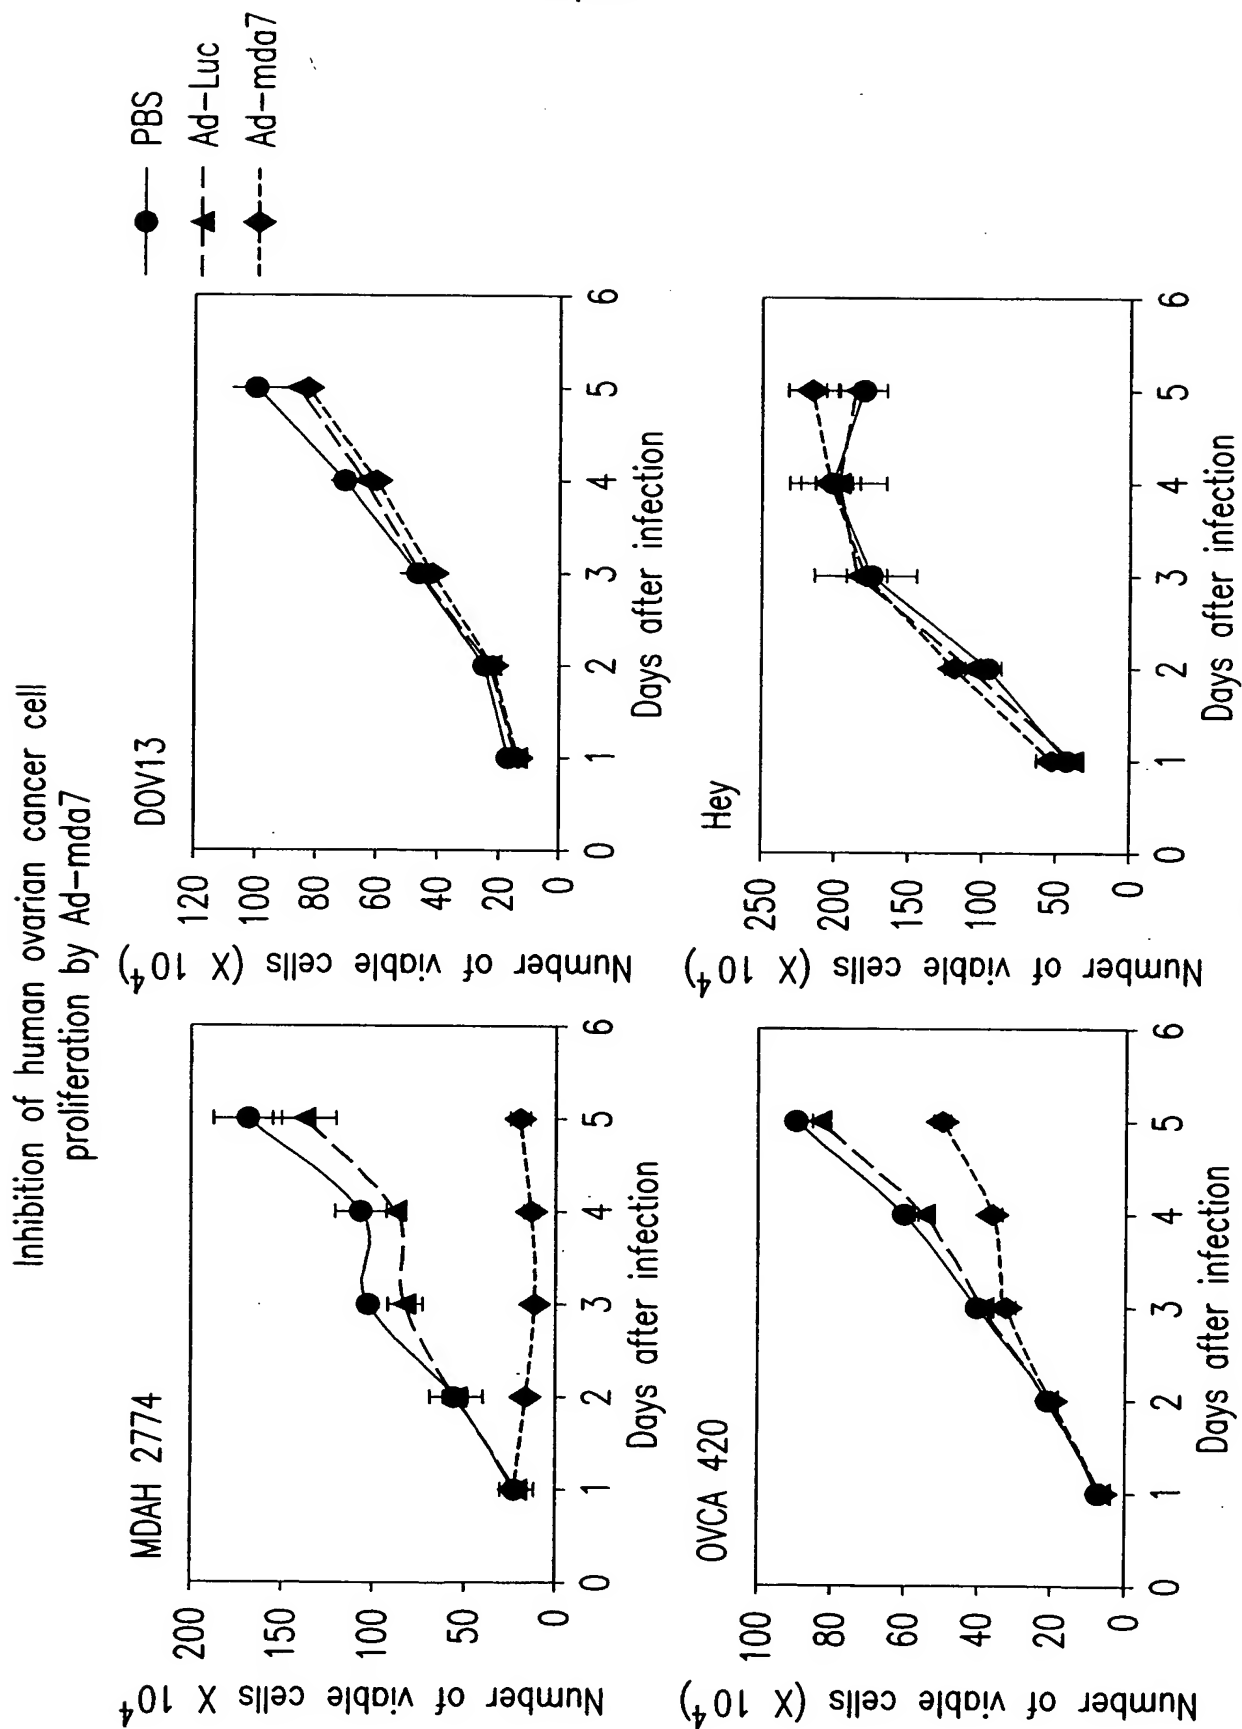 Inhibition of human ovarian cancer cell
proliferation by Ad-mda7
PBS
Ad-Luc
Ad-mda7
MDAH 2774
Number of viable cells X 10⁴
200
150
100
50
0
0 1 2 3 4 5 6
Days after infection
DOV13
Number of viable cells (X 10⁴)
120
100
80
60
40
20
0
0 1 2 3 4 5 6
Days after infection
OVCA 420
Number of viable cells (X 10⁴)
100
80
60
40
20
0
0 1 2 3 4 5 6
Days after infection
Hey
Number of viable cells (X 10⁴)
250
200
150
100
50
0
0 1 2 3 4 5 6
Days after infection